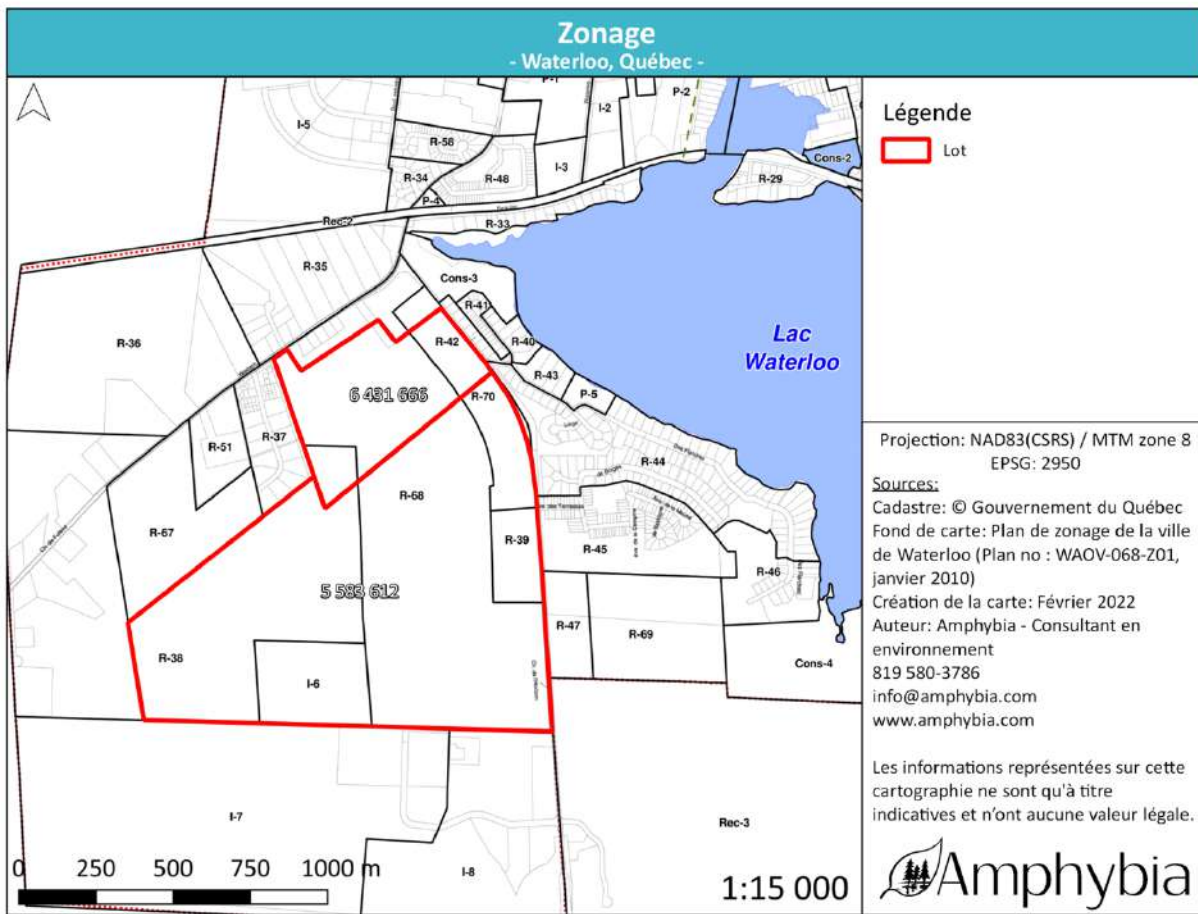 Zonage
- Waterloo, Québec -
P-1
P-2
I-2
I-5
R-58
I-3
Cons-2
R-34
R-48
R-29
P-4
Rec-2
R-33
R-35
Cons-3
R-41
R-36
R-42
R-40
Lac
Waterloo
R-43
6 431 666
R-70
P-5
R-51
R-37
R-44
R-68
R-67
R-39
R-45
R-46
5 583 612
R-47
R-69
R-38
Cons-4
I-6
I-7
Rec-3
I-8
0 250 500 750 1000 m
1:15 000
Légende
Lot
Projection: NAD83(CSRS) / MTM zone 8
EPSG: 2950
Sources:
Cadastre: © Gouvernement du Québec
Fond de carte: Plan de zonage de la ville
de Waterloo (Plan no : WAOV-068-Z01,
janvier 2010)
Création de la carte: Février 2022
Auteur: Amphybia - Consultant en
environnement
819 580-3786
info@amphybia.com
www.amphybia.com
Les informations représentées sur cette
cartographie ne sont qu'à titre
indicatives et n'ont aucune valeur légale.
Amphybia